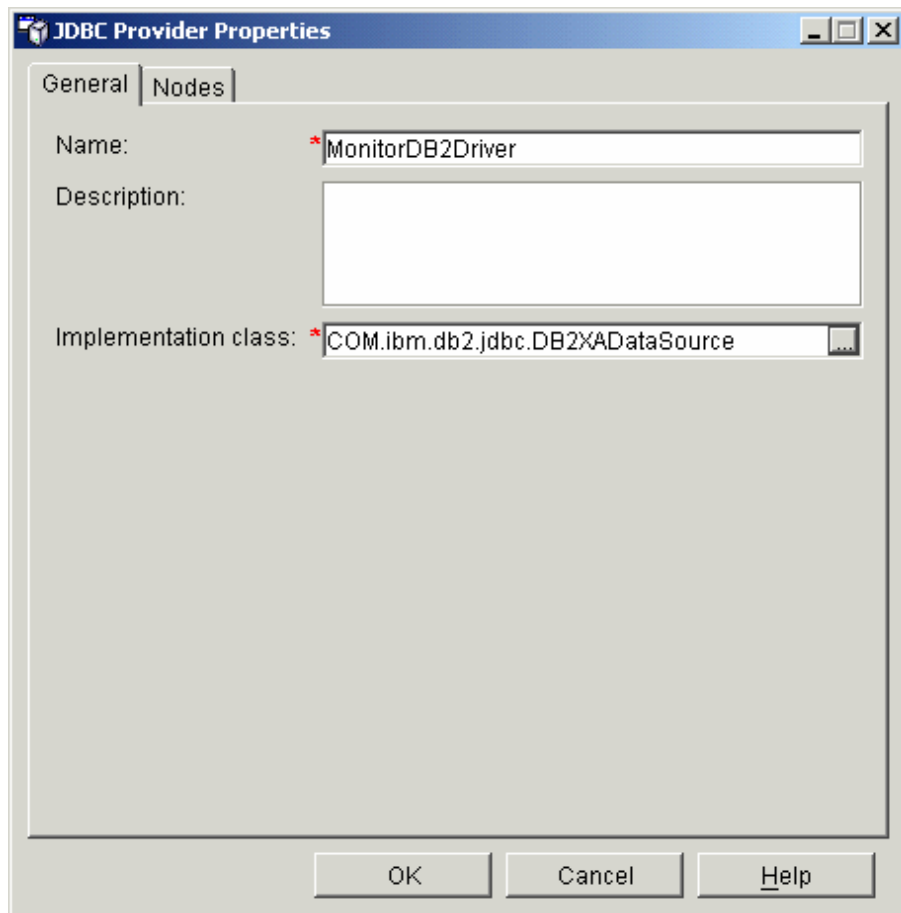 JDBC Provider Properties
General Nodes
Name: *MonitorDB2Driver
Description:
Implementation class: *COM.ibm.db2.jdbc.DB2XADataSource ...
OK Cancel Help